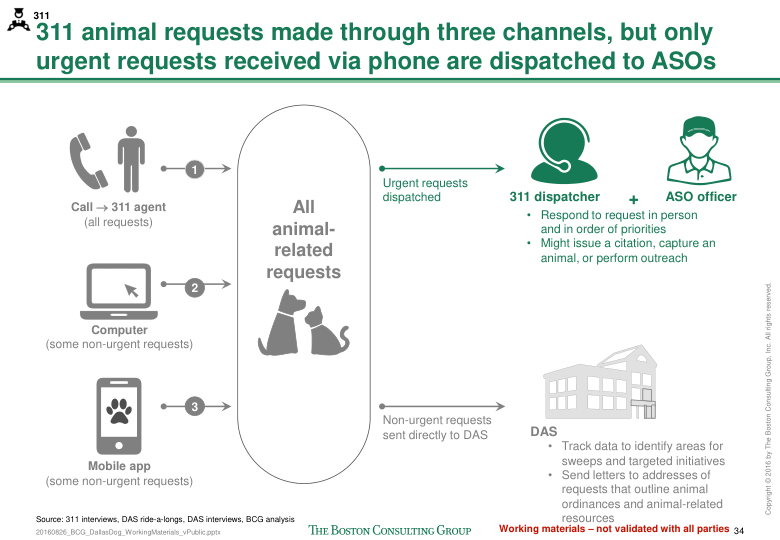 311
311 animal requests made through three channels, but only
urgent requests received via phone are dispatched to ASOs
1
Call → 311 agent
(all requests)
2
Computer
(some non-urgent requests)
3
Mobile app
(some non-urgent requests)
All
animal-
related
requests
Urgent requests
dispatched
311 dispatcher + ASO officer
• Respond to request in person
and in order of priorities
• Might issue a citation, capture an
animal, or perform outreach
Non-urgent requests
sent directly to DAS
DAS
• Track data to identify areas for
sweeps and targeted initiatives
• Send letters to addresses of
requests that outline animal
ordinances and animal-related
resources
Source: 311 interviews, DAS ride-a-longs, DAS interviews, BCG analysis
20160826_BCG_DallasDog_WorkingMaterials_vPublic.pptx
THE BOSTON CONSULTING GROUP
Working materials – not validated with all parties 34
Copyright © 2016 by The Boston Consulting Group, Inc. All rights reserved.